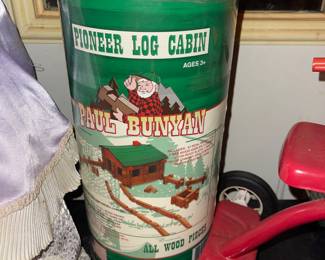 PIONEER LOG CABIN
AGES 3+
PAUL BUNYAN
ALL WOOD PIECES